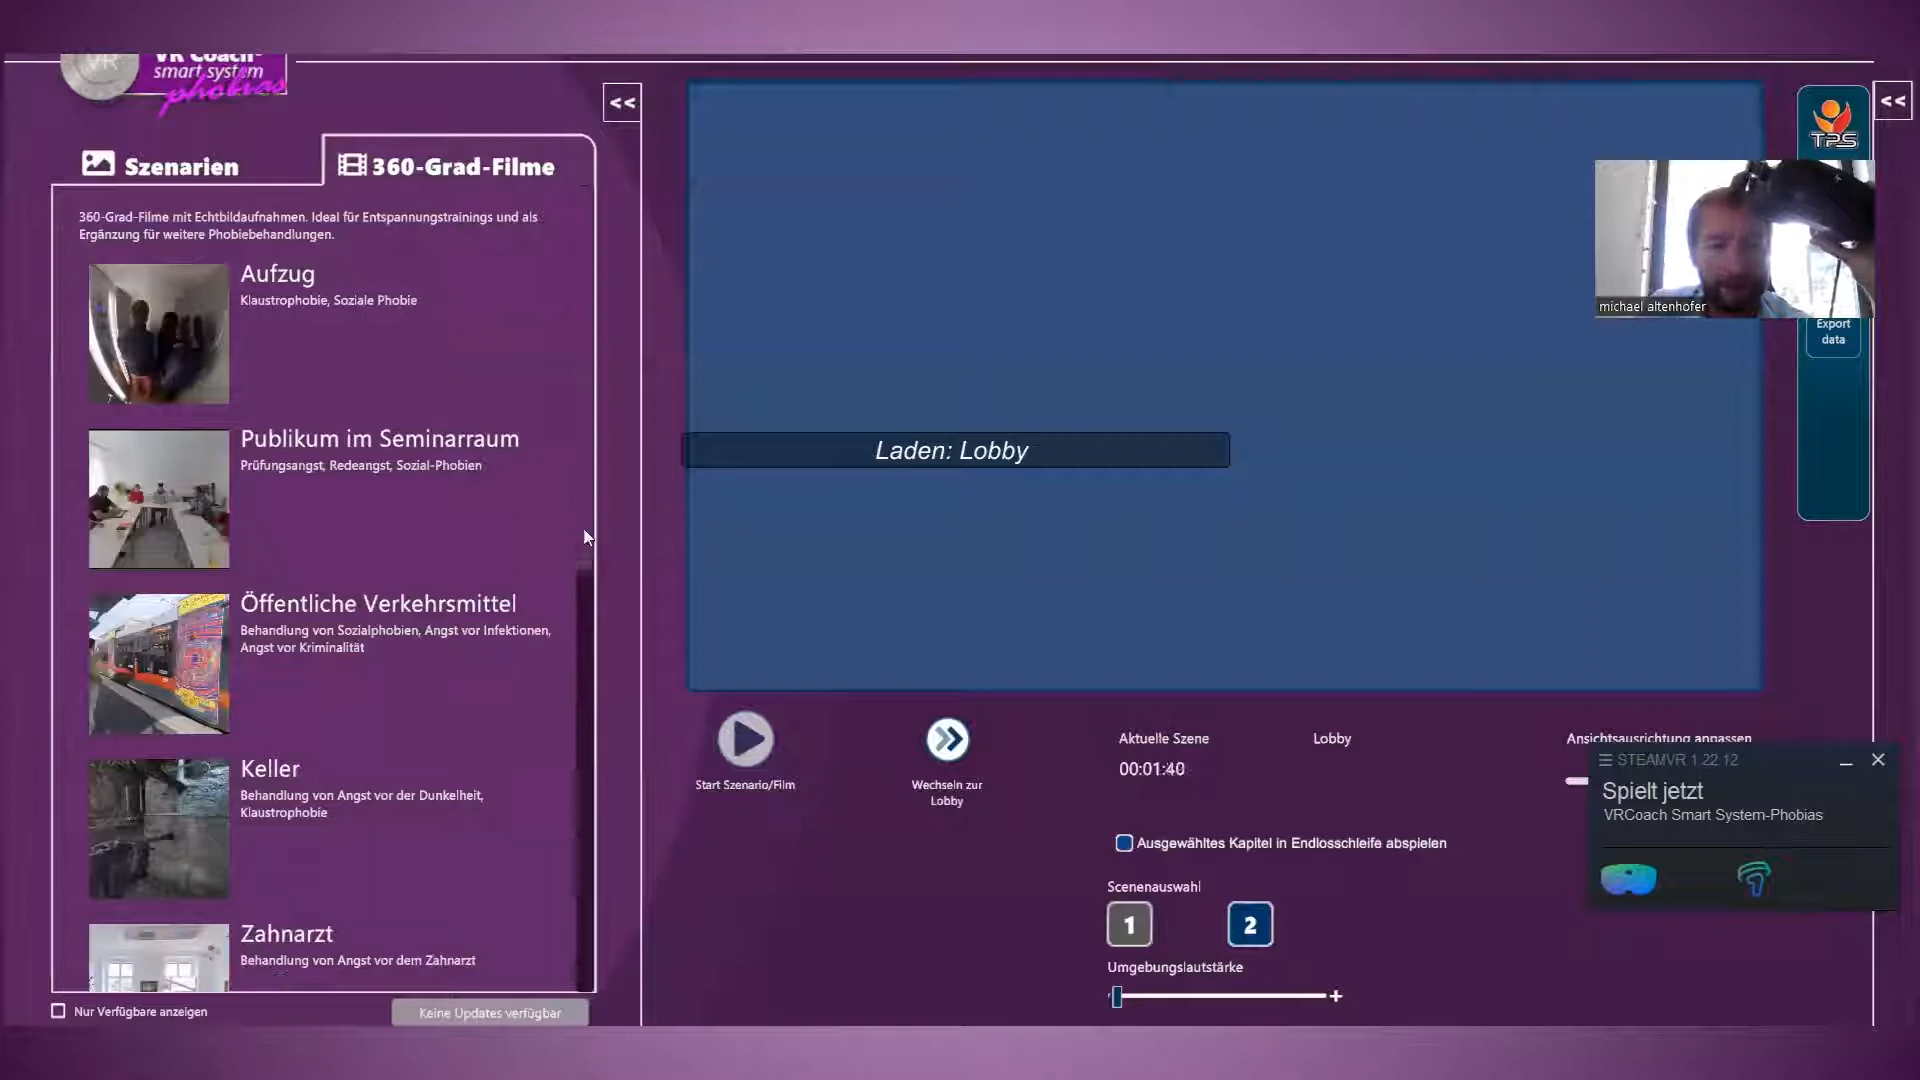 VR Coach
smart system
phobias
<<
<<
TPS
Szenarien
360-Grad-Filme
360-Grad-Filme mit Echtbildaufnahmen. Ideal für Entspannungstrainings und als
Ergänzung für weitere Phobiebehandlungen.
Aufzug
Klaustrophobie, Soziale Phobie
Publikum im Seminarraum
Prüfungsangst, Redeangst, Sozial-Phobien
Öffentliche Verkehrsmittel
Behandlung von Sozialphobien, Angst vor Infektionen,
Angst vor Kriminalität
Keller
Behandlung von Angst vor der Dunkelheit,
Klaustrophobie
Zahnarzt
Behandlung von Angst vor dem Zahnarzt
Nur Verfügbare anzeigen
Keine Updates verfügbar
Laden: Lobby
michael altenhofer
Export
data
Start Szenario/Film
Wechseln zur
Lobby
Aktuelle Szene
Lobby
00:01:40
Ansichtsausrichtung anpassen
Ausgewähltes Kapitel in Endlosschleife abspielen
Scenenauswahl
1
2
Umgebungslautstärke
+
STEAMVR 1.22.12
Spielt jetzt
VRCoach Smart System-Phobias